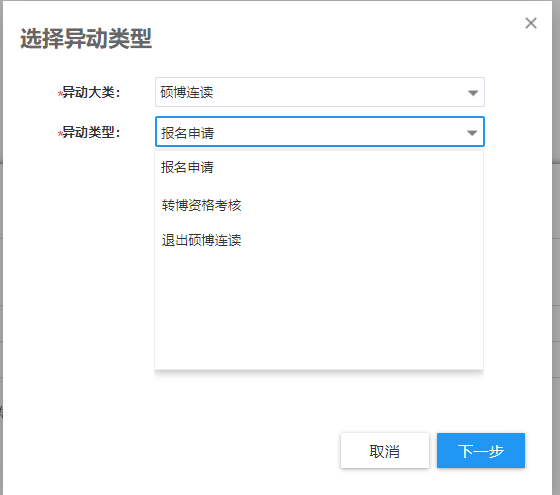 选择异动类型
*异动大类：
硕博连读
*异动类型：
报名申请
报名申请
转博资格考核
退出硕博连读
取消
下一步